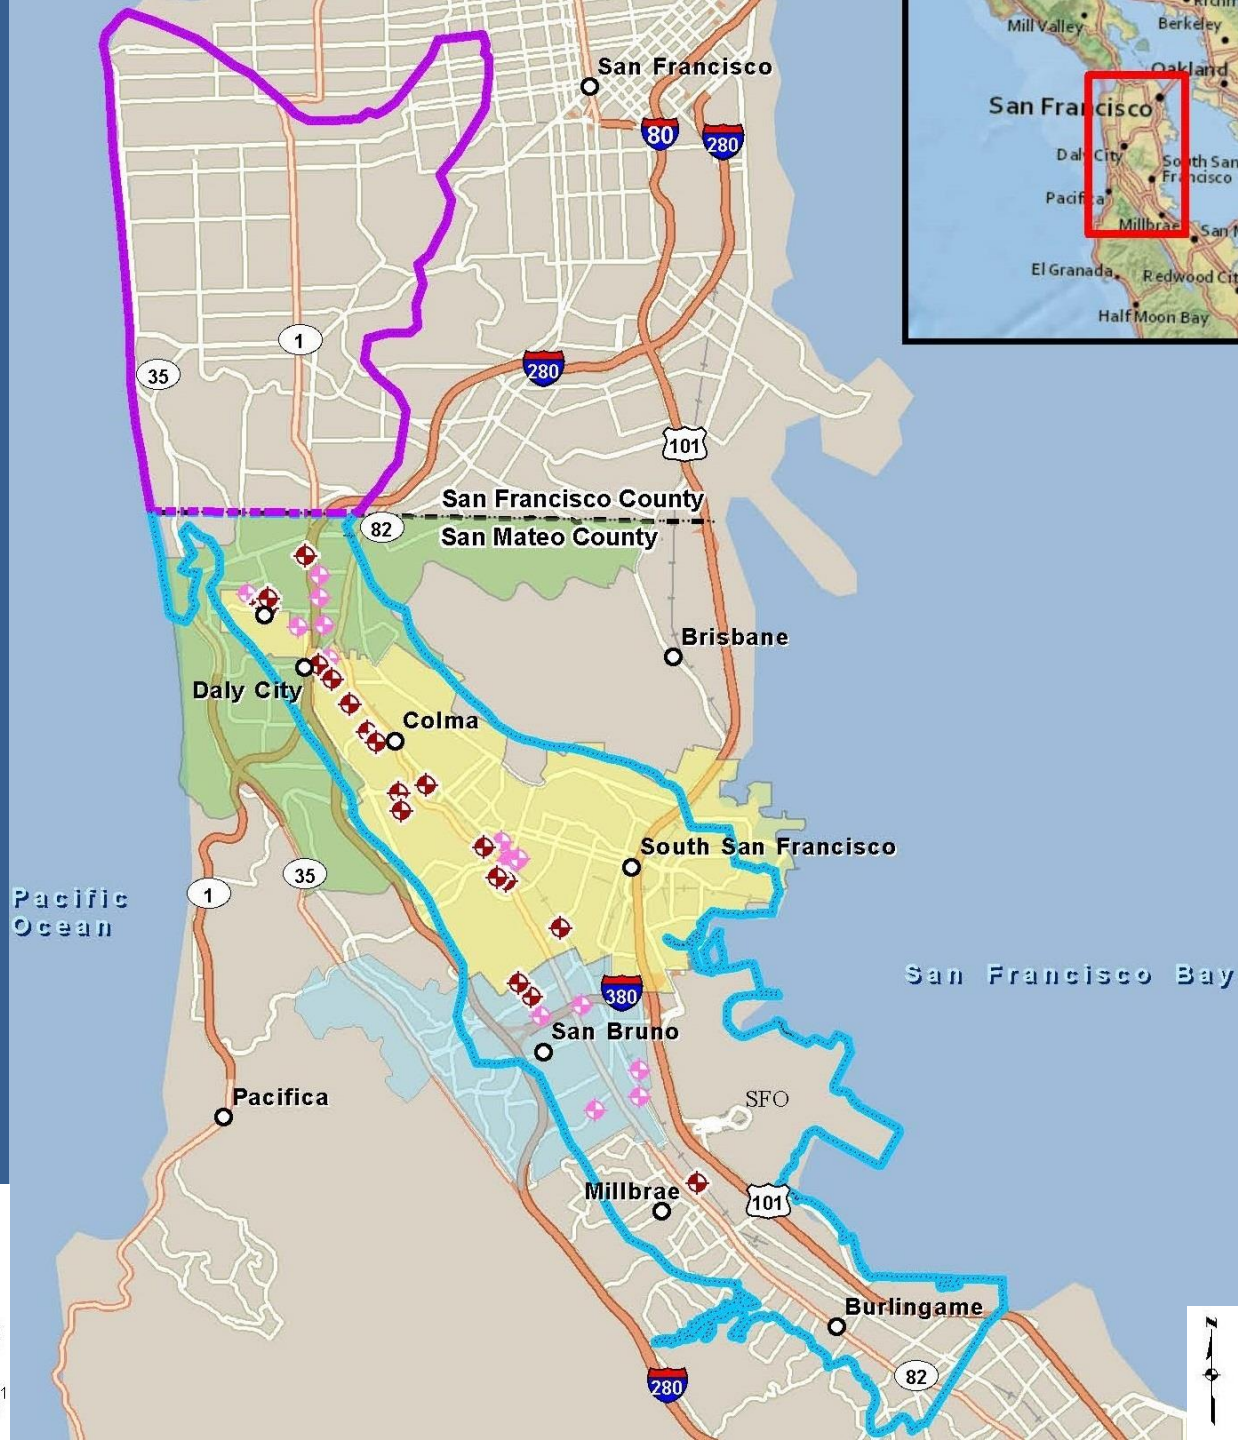 San Francisco
80
280
1
35
280
101
San Francisco County
82
San Mateo County
Brisbane
Daly City
Colma
South San Francisco
35
1
Pacific
Ocean
San Francisco Bay
380
San Bruno
Pacifica
SFO
Millbrae
101
Burlingame
82
280
1
N
Mill Valley
Berkeley
Oakland
San Francisco
Daly City
South San
Francisco
Pacifica
Millbrae
San
El Granada
Redwood Cit
Half Moon Bay